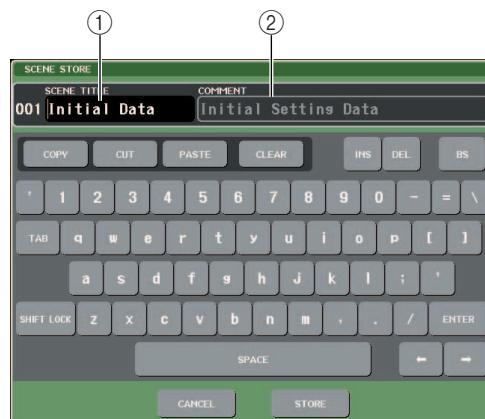 ① ②
SCENE STORE
SCENE TITLE COMMENT
001 Initial Data Initial Setting Data
COPY CUT PASTE CLEAR INS DEL BS
' 1 2 3 4 5 6 7 8 9 0 - = \
TAB q w e r t y u i o p [ ]
a s d f g h j k l ; '
SHIFT LOCK z x c v b n m , . / ENTER
SPACE ← →
CANCEL STORE